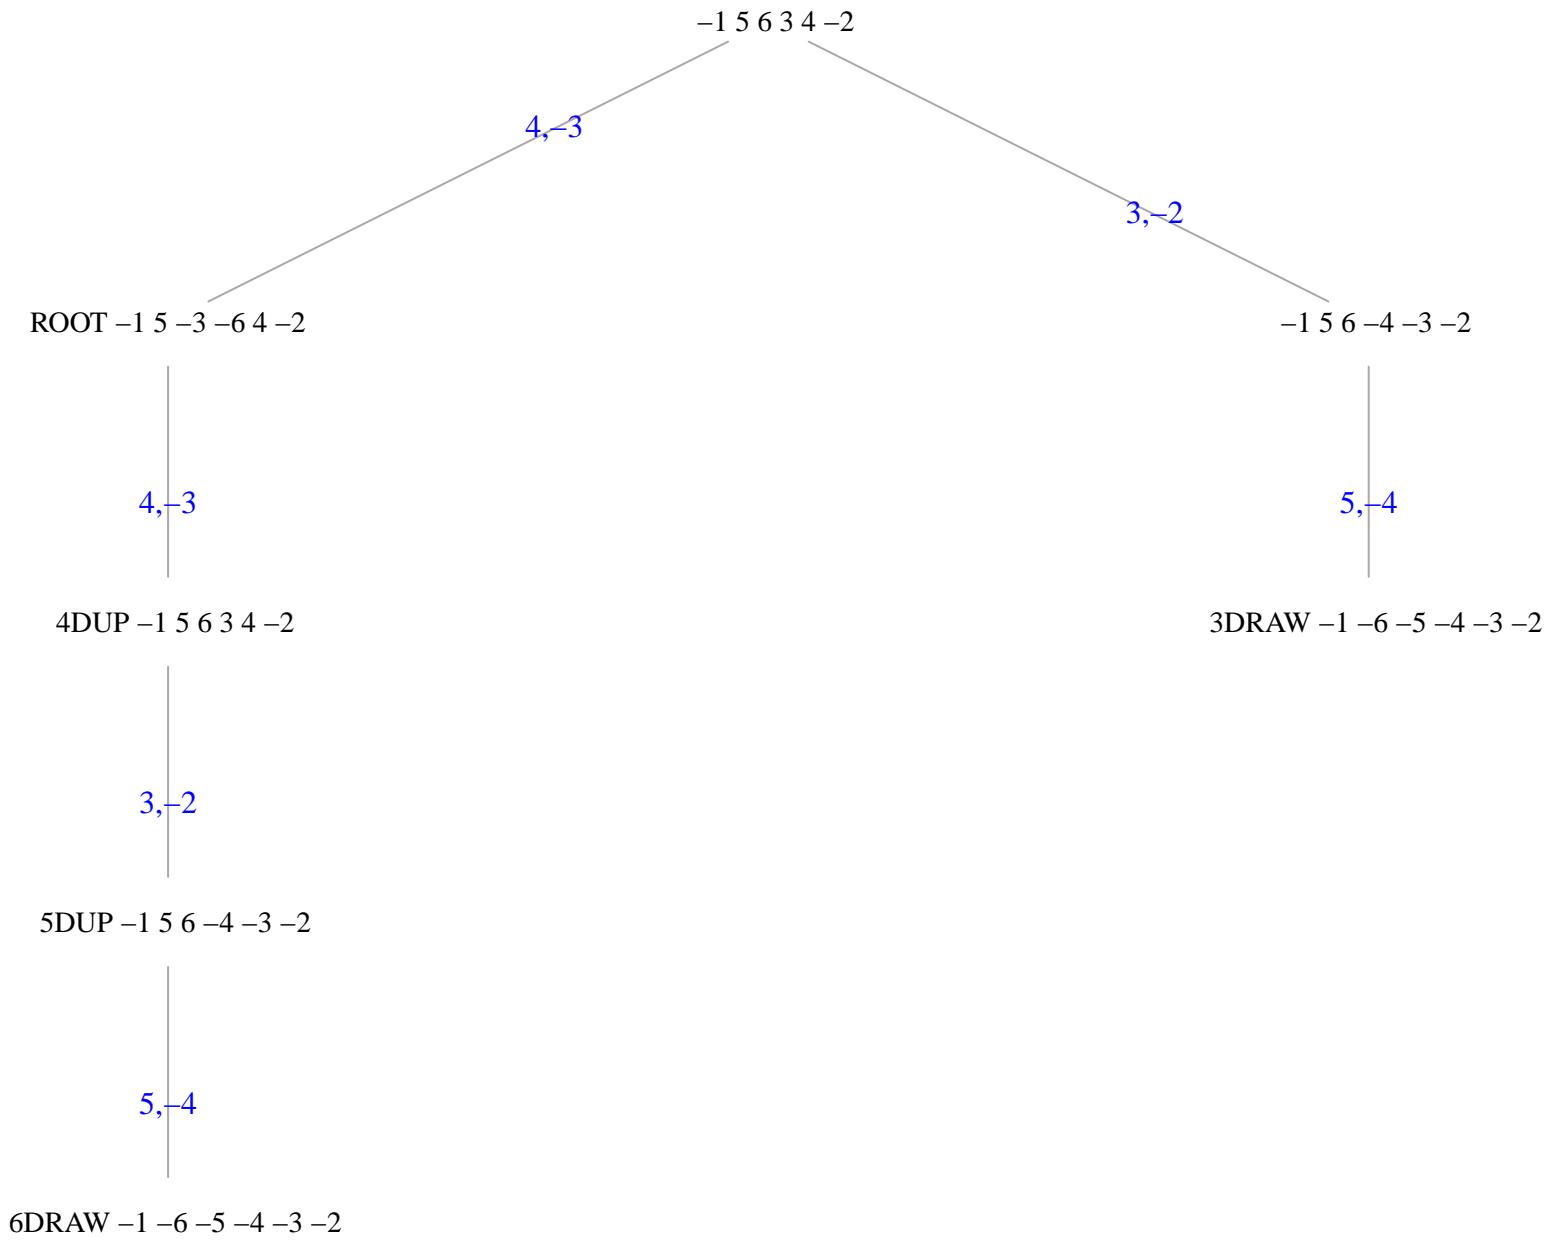 –1 5 6 3 4 –2
4,–3
3,–2
ROOT –1 5 –3 –6 4 –2
–1 5 6 –4 –3 –2
4,–3
5,–4
4DUP –1 5 6 3 4 –2
3DRAW –1 –6 –5 –4 –3 –2
3,–2
5DUP –1 5 6 –4 –3 –2
5,–4
6DRAW –1 –6 –5 –4 –3 –2